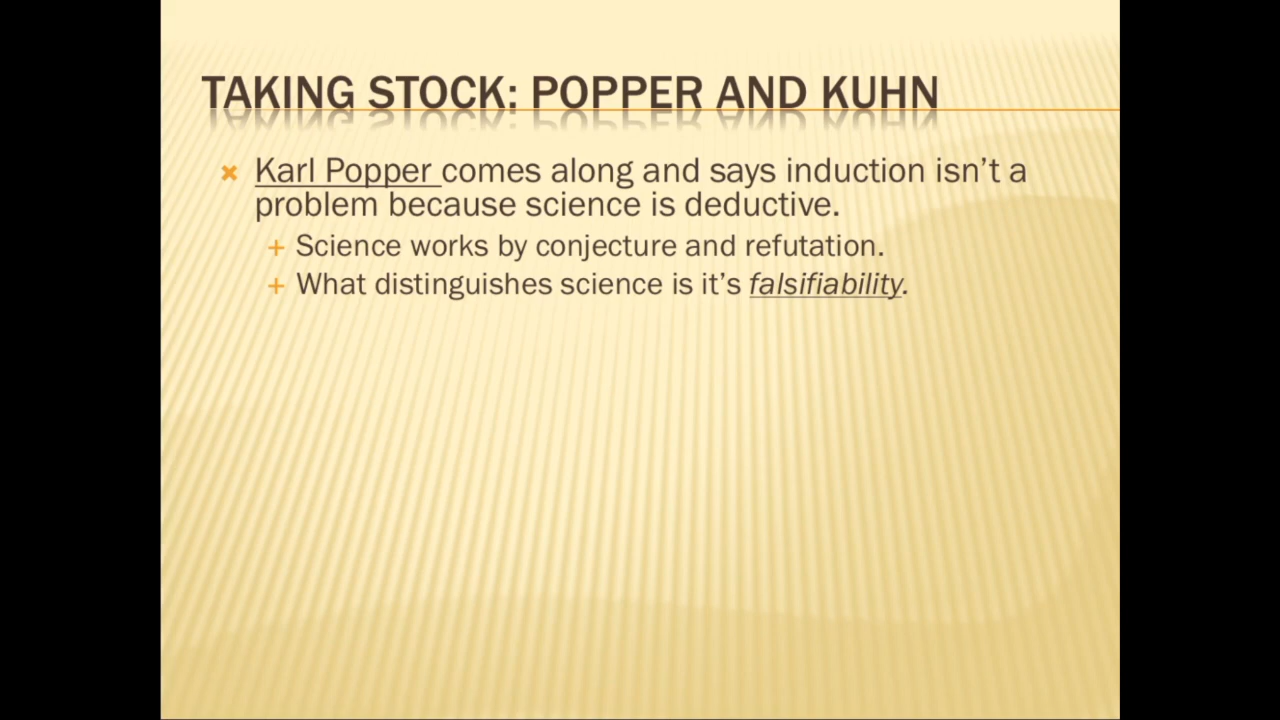 TAKING STOCK: POPPER AND KUHN
Karl Popper comes along and says induction isn’t a
problem because science is deductive.
Science works by conjecture and refutation.
What distinguishes science is it’s falsifiability.